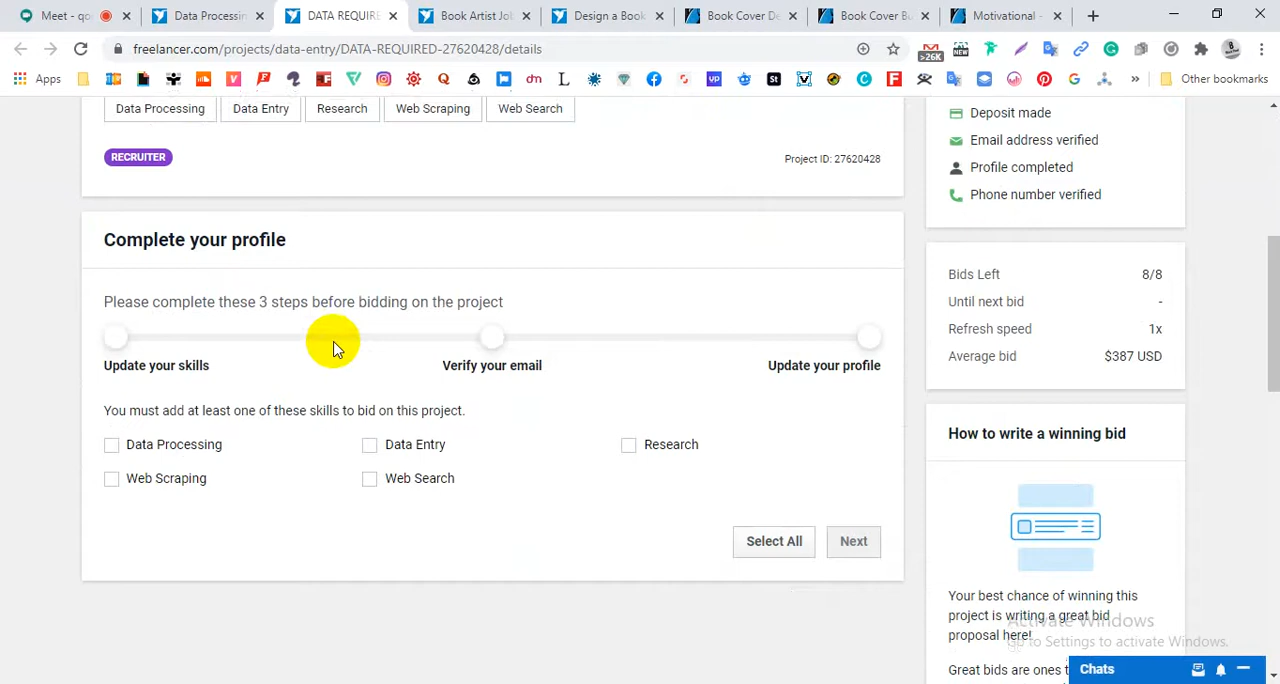 Meet - qo
Data Processin
DATA REQUIRE
Book Artist Jo
Design a Book
Book Cover De
Book Cover Bu
Motivational -
freelancer.com/projects/data-entry/DATA-REQUIRED-27620428/details
>26K
NEW
Apps
Other bookmarks
Data Processing
Data Entry
Research
Web Scraping
Web Search
RECRUITER
Project ID: 27620428
Complete your profile
Please complete these 3 steps before bidding on the project
Update your skills
Verify your email
Update your profile
You must add at least one of these skills to bid on this project.
Data Processing
Data Entry
Research
Web Scraping
Web Search
Select All
Next
Deposit made
Email address verified
Profile completed
Phone number verified
Bids Left 8/8
Until next bid -
Refresh speed 1x
Average bid $387 USD
How to write a winning bid
Your best chance of winning this
project is writing a great bid
proposal here!
Great bids are ones t
Activate Windows
Go to Settings to activate Windows.
Chats